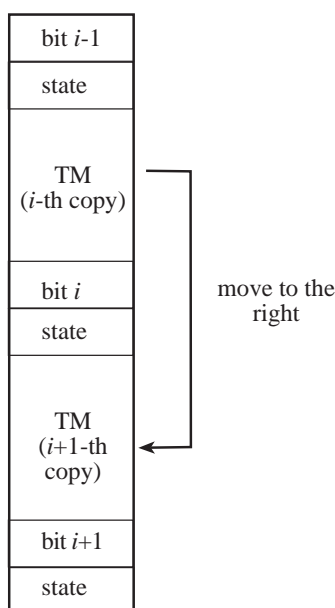 bit i-1
state
TM
(i-th copy)
bit i
state
move to the
right
TM
(i+1-th
copy)
bit i+1
state